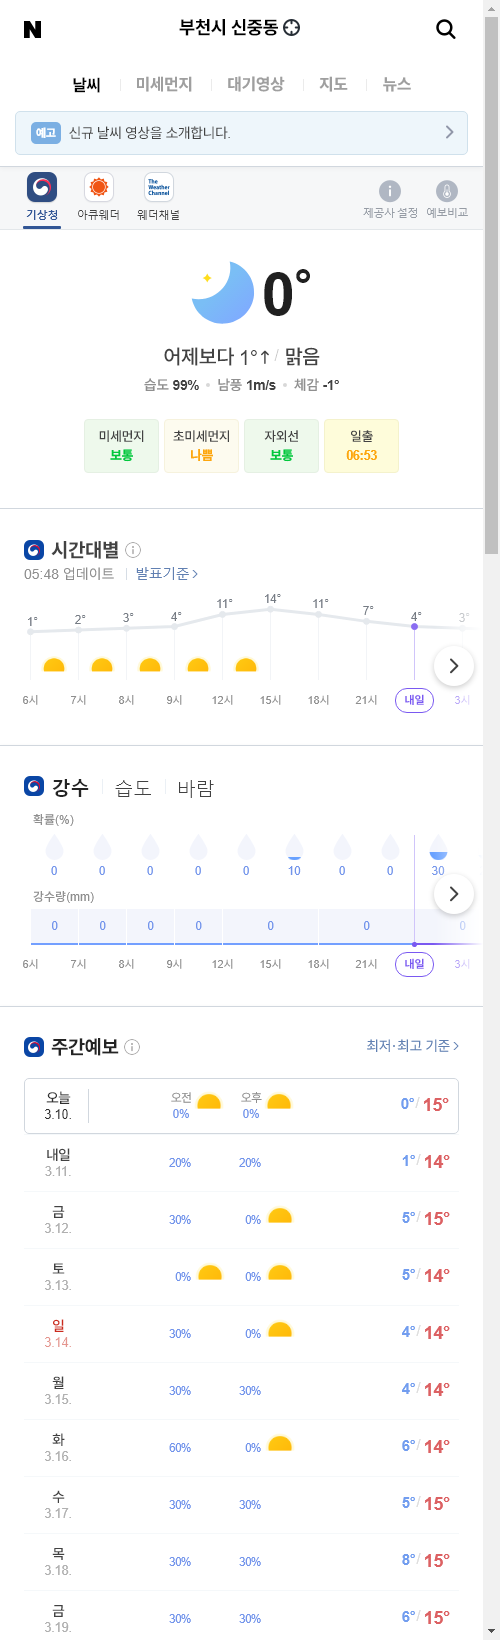 N
부천시 신중동
날씨 미세먼지 대기영상 지도 뉴스
예고 신규 날씨 영상을 소개합니다.
The Weather Channel
기상청 아큐웨더 웨더채널 제공사 설정 예보비교
0°
어제보다 1°↑ / 맑음
습도 99% 남풍 1m/s 체감 -1°
미세먼지 초미세먼지 자외선 일출
보통 나쁨 보통 06:53
시간대별
05:48 업데이트 발표기준 >
1° 2° 3° 4° 11° 14° 11° 7° 4° 3°
6시 7시 8시 9시 12시 15시 18시 21시 내일 3시
강수 습도 바람
확률(%)
0 0 0 0 0 10 0 0 30
강수량(mm)
0 0 0 0 0 0 0
6시 7시 8시 9시 12시 15시 18시 21시 내일 3시
주간예보 최저·최고 기준 >
오늘 오전 오후 0° / 15°
3.10. 0% 0%
내일 20% 20% 1° / 14°
3.11.
금 30% 0% 5° / 15°
3.12.
토 0% 0% 5° / 14°
3.13.
일 30% 0% 4° / 14°
3.14.
월 30% 30% 4° / 14°
3.15.
화 60% 0% 6° / 14°
3.16.
수 30% 30% 5° / 15°
3.17.
목 30% 30% 8° / 15°
3.18.
금 30% 30% 6° / 15°
3.19.